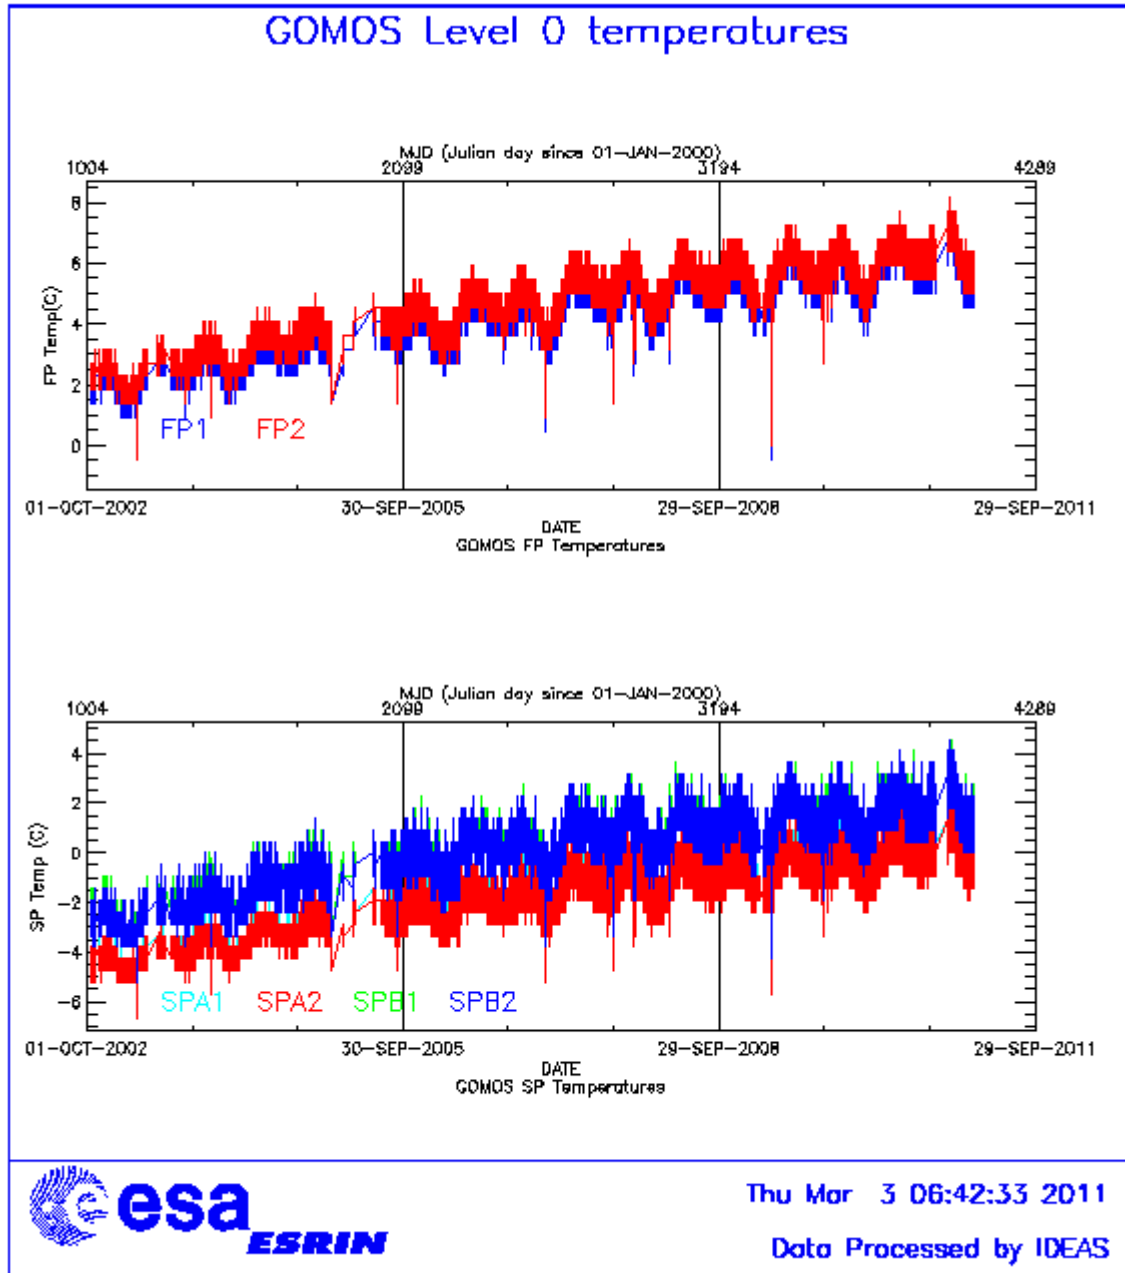 GOMOS Level 0 temperatures
MJD (Julian day since 01-JAN-2000)
1004 2099 3194 4289
8
6
4
2
0
FP Temp(C)
FP1 FP2
01-OCT-2002 30-SEP-2005 29-SEP-2008 29-SEP-2011
DATE
GOMOS FP Temperatures
MJD (Julian day since 01-JAN-2000)
1004 2099 3194 4289
4
2
0
-2
-4
-6
SP Temp (C)
SPA1 SPA2 SPB1 SPB2
01-OCT-2002 30-SEP-2005 29-SEP-2008 29-SEP-2011
DATE
GOMOS SP Temperatures
esa
ESRIN
Thu Mar 3 06:42:33 2011
Data Processed by IDEAS